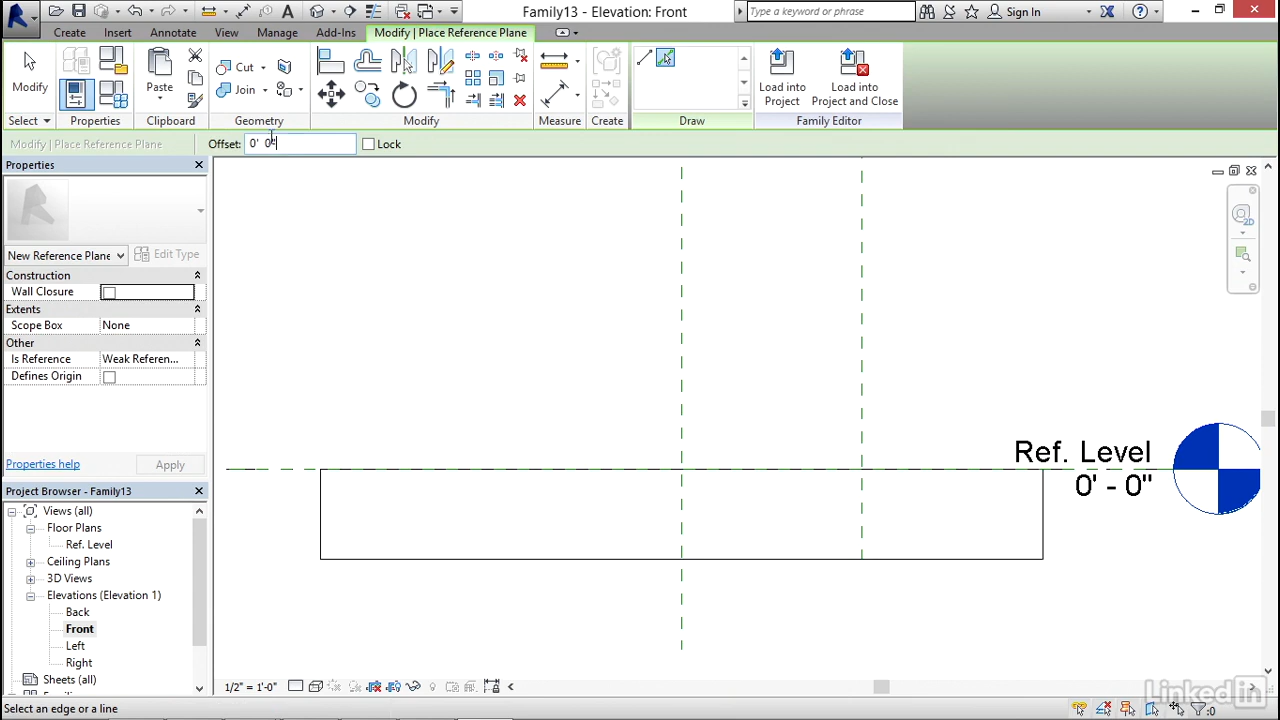 Family13 - Elevation: Front
Type a keyword or phrase
Sign In
Create
Insert
Annotate
View
Manage
Add-Ins
Modify | Place Reference Plane
Modify
Paste
Cut
Join
Load into
Project
Load into
Project and Close
Select
Properties
Clipboard
Geometry
Modify
Measure
Create
Draw
Family Editor
Modify | Place Reference Plane
Offset:
0' 0"
Lock
Properties
New Reference Plane
Edit Type
Construction
Wall Closure
Extents
Scope Box
None
Other
Is Reference
Weak Referen...
Defines Origin
Properties help
Apply
Project Browser - Family13
Views (all)
Floor Plans
Ref. Level
Ceiling Plans
3D Views
Elevations (Elevation 1)
Back
Front
Left
Right
Sheets (all)
Ref. Level
0' - 0"
2D
1/2" = 1'-0"
Select an edge or a line
:0
Linked in